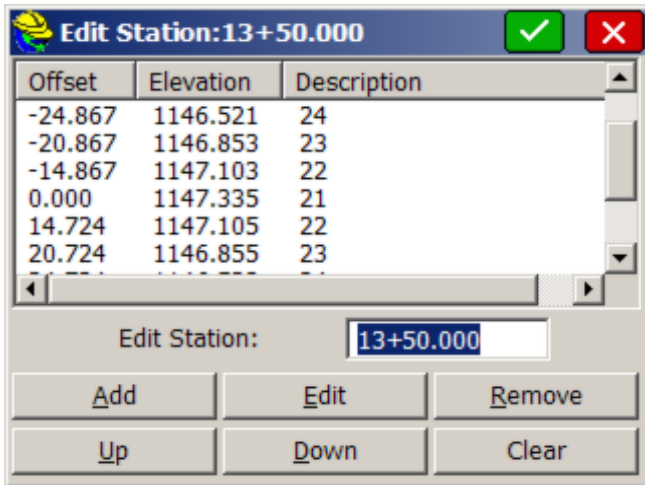 Edit Station:13+50.000
Offset Elevation Description
-24.867 1146.521 24
-20.867 1146.853 23
-14.867 1147.103 22
0.000 1147.335 21
14.724 1147.105 22
20.724 1146.855 23
Edit Station: 13+50.000
Add Edit Remove
Up Down Clear